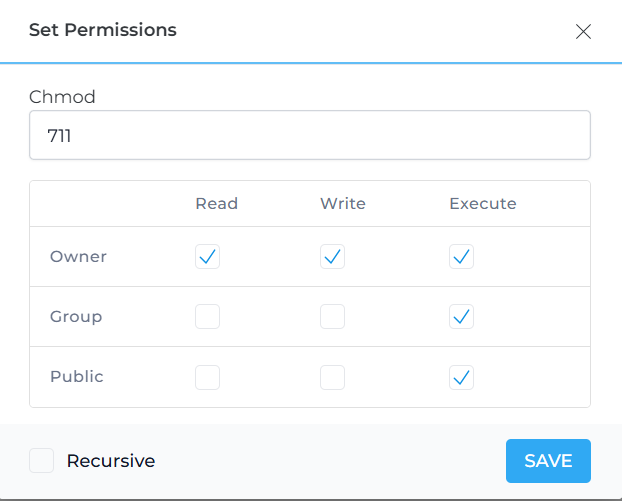 Set Permissions
Chmod
711
Read Write Execute
Owner
Group
Public
Recursive SAVE